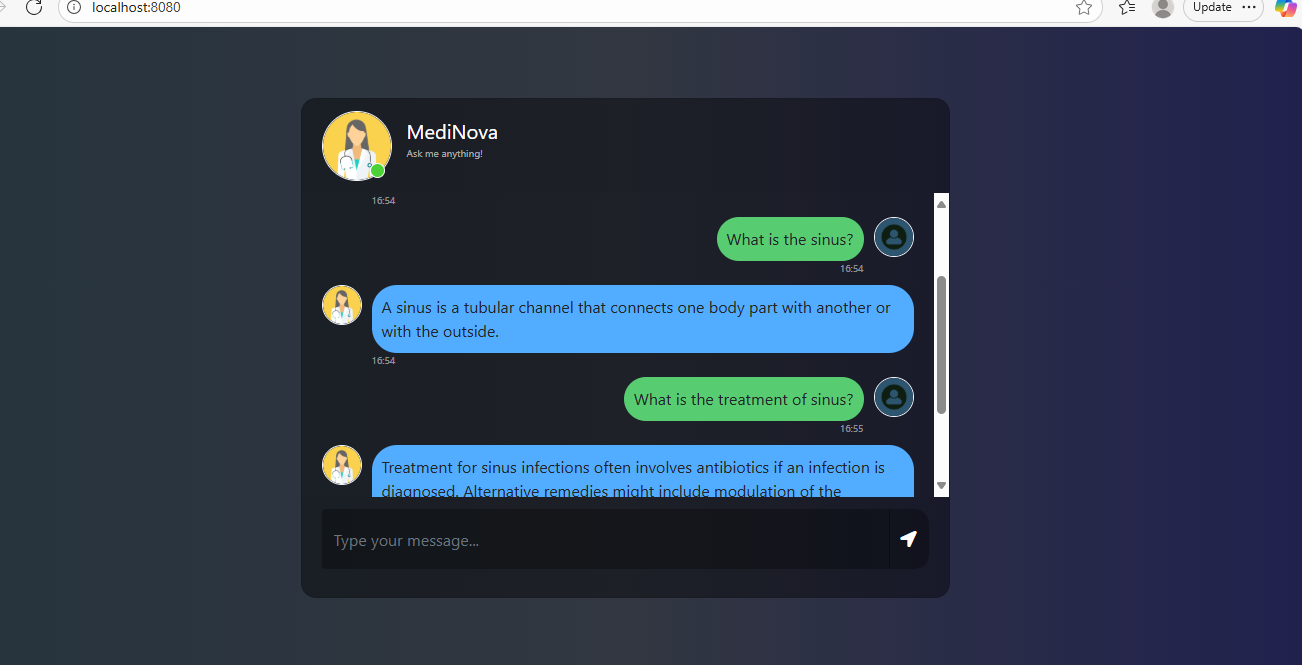 localhost:8080
Update
MediNova
Ask me anything!
16:54
What is the sinus?
16:54
A sinus is a tubular channel that connects one body part with another or
with the outside.
16:54
What is the treatment of sinus?
16:55
Treatment for sinus infections often involves antibiotics if an infection is
diagnosed. Alternative remedies might include modulation of the
Type your message...